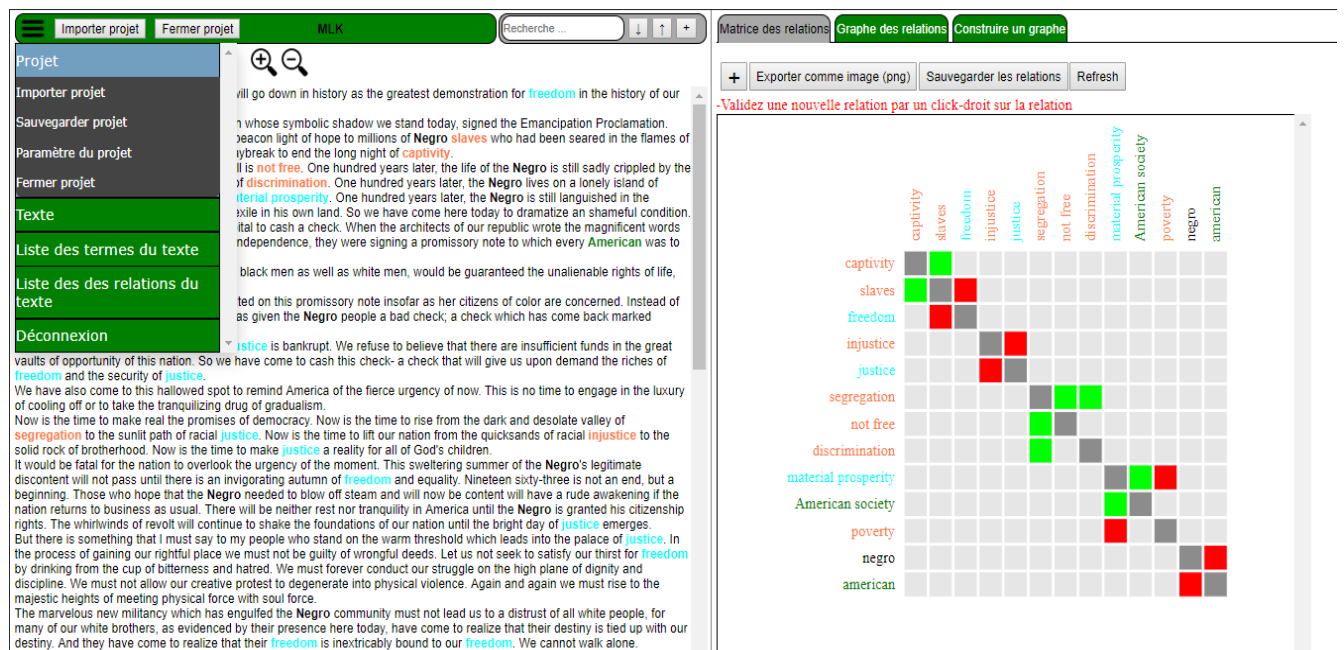 Importer projet Fermer projet MLK Recherche ... ↓ ↑ +
Projet
Importer projet
Sauvegarder projet
Paramètre du projet
Fermer projet
Texte
Liste des termes du texte
Liste des des relations du
texte
Déconnexion
will go down in history as the greatest demonstration for freedom in the history of our
whose symbolic shadow we stand today, signed the Emancipation Proclamation.
beacon light of hope to millions of Negro slaves who had been seared in the flames of
ybreak to end the long night of captivity.
is not free. One hundred years later, the life of the Negro is still sadly crippled by the
of discrimination. One hundred years later, the Negro lives on a lonely island of
terial prosperity. One hundred years later, the Negro is still languished in the
exile in his own land. So we have come here today to dramatize an shameful condition.
ital to cash a check. When the architects of our republic wrote the magnificent words
ndependence, they were signing a promissory note to which every American was to
black men as well as white men, would be guaranteed the unalienable rights of life,
ted on this promissory note insofar as her citizens of color are concerned. Instead of
as given the Negro people a bad check; a check which has come back marked
stice is bankrupt. We refuse to believe that there are insufficient funds in the great
vaults of opportunity of this nation. So we have come to cash this check- a check that will give us upon demand the riches of
freedom and the security of justice.
We have also come to this hallowed spot to remind America of the fierce urgency of now. This is no time to engage in the luxury
of cooling off or to take the tranquilizing drug of gradualism.
Now is the time to make real the promises of democracy. Now is the time to rise from the dark and desolate valley of
segregation to the sunlit path of racial justice. Now is the time to lift our nation from the quicksands of racial injustice to the
solid rock of brotherhood. Now is the time to make justice a reality for all of God's children.
It would be fatal for the nation to overlook the urgency of the moment. This sweltering summer of the Negro's legitimate
discontent will not pass until there is an invigorating autumn of freedom and equality. Nineteen sixty-three is not an end, but a
beginning. Those who hope that the Negro needed to blow off steam and will now be content will have a rude awakening if the
nation returns to business as usual. There will be neither rest nor tranquility in America until the Negro is granted his citizenship
rights. The whirlwinds of revolt will continue to shake the foundations of our nation until the bright day of justice emerges.
But there is something that I must say to my people who stand on the warm threshold which leads into the palace of justice. In
the process of gaining our rightful place we must not be guilty of wrongful deeds. Let us not seek to satisfy our thirst for freedom
by drinking from the cup of bitterness and hatred. We must forever conduct our struggle on the high plane of dignity and
discipline. We must not allow our creative protest to degenerate into physical violence. Again and again we must rise to the
majestic heights of meeting physical force with soul force.
The marvelous new militancy which has engulfed the Negro community must not lead us to a distrust of all white people, for
many of our white brothers, as evidenced by their presence here today, have come to realize that their destiny is tied up with our
destiny. And they have come to realize that their freedom is inextricably bound to our freedom. We cannot walk alone.
Matrice des relations Graphe des relations Construire un graphe
+ Exporter comme image (png) Sauvegarder les relations Refresh
-Validez une nouvelle relation par un click-droit sur la relation
captivity
slaves
freedom
injustice
justice
segregation
not free
discrimination
material prosperity
American society
poverty
negro
american
captivity
slaves
freedom
injustice
justice
segregation
not free
discrimination
material prosperity
American society
poverty
negro
american